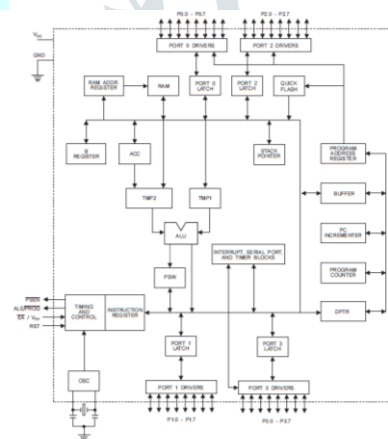 P0.0 - P0.7
P2.0 - P2.7
VCC
GND
PORT 0 DRIVERS
PORT 2 DRIVERS
RAM ADDR.
REGISTER
RAM
PORT 0
LATCH
PORT 2
LATCH
QUICK
FLASH
B
REGISTER
ACC
STACK
POINTER
PROGRAM
ADDRESS
REGISTER
TMP2
TMP1
BUFFER
ALU
PC
INCREMENTER
INTERRUPT, SERIAL PORT,
AND TIMER BLOCKS
PSW
PROGRAM
COUNTER
PSEN
ALE/PROG
EA / VPP
RST
TIMING
AND
CONTROL
INSTRUCTION
REGISTER
DPTR
PORT 1
LATCH
PORT 3
LATCH
OSC
PORT 1 DRIVERS
PORT 3 DRIVERS
P1.0 - P1.7
P3.0 - P3.7